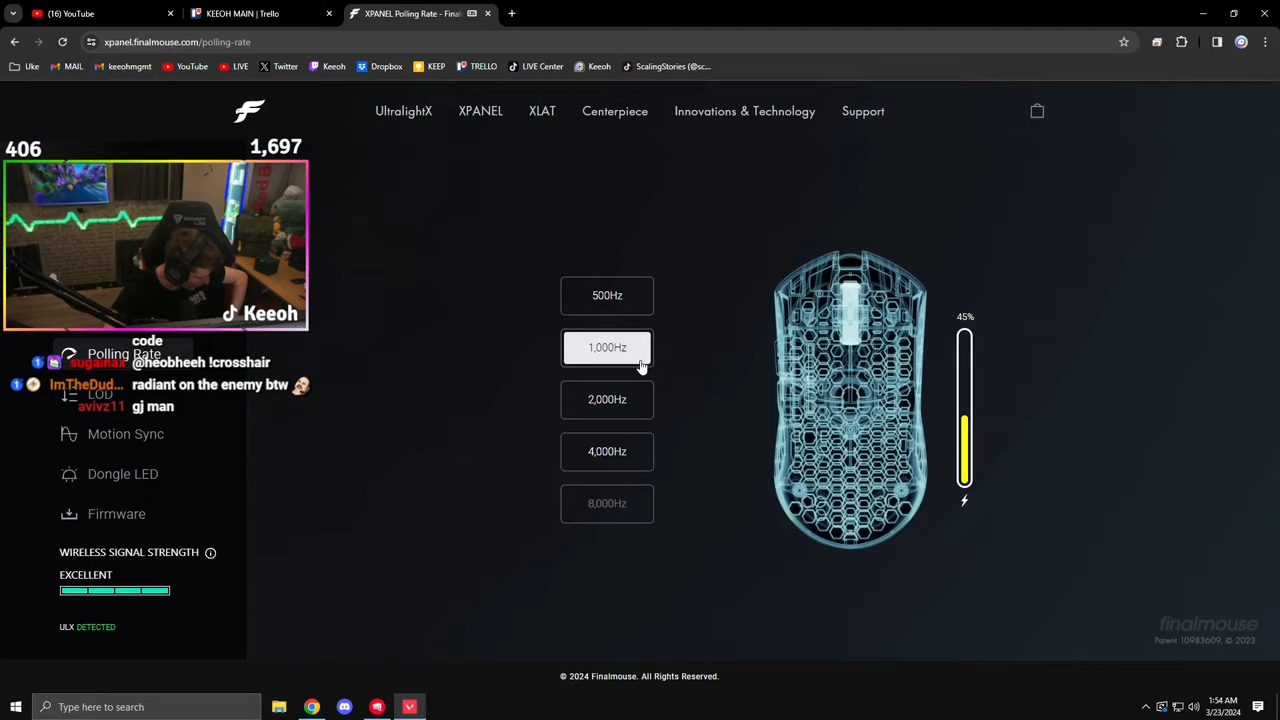 (16) YouTube
KEEOH MAIN | Trello
XPANEL Polling Rate - Final
xpanel.finalmouse.com/polling-rate
Uke
MAIL
keeohmgmt
YouTube
LIVE
Twitter
Keeoh
Dropbox
KEEP
TRELLO
LIVE Center
Keeoh
ScalingStories (@sc...
UltralightX
XPANEL
XLAT
Centerpiece
Innovations & Technology
Support
406
1,697
Keeoh
code
@heobheeh !crosshair
ImTheDud... radiant on the enemy btw
avivz11 gj man
Polling Rate
LOD
Motion Sync
Dongle LED
Firmware
WIRELESS SIGNAL STRENGTH
EXCELLENT
ULX DETECTED
500Hz
1,000Hz
2,000Hz
4,000Hz
8,000Hz
45%
finalmouse
Patent 10983609, © 2023
© 2024 Finalmouse. All Rights Reserved.
Type here to search
1:54 AM
3/23/2024